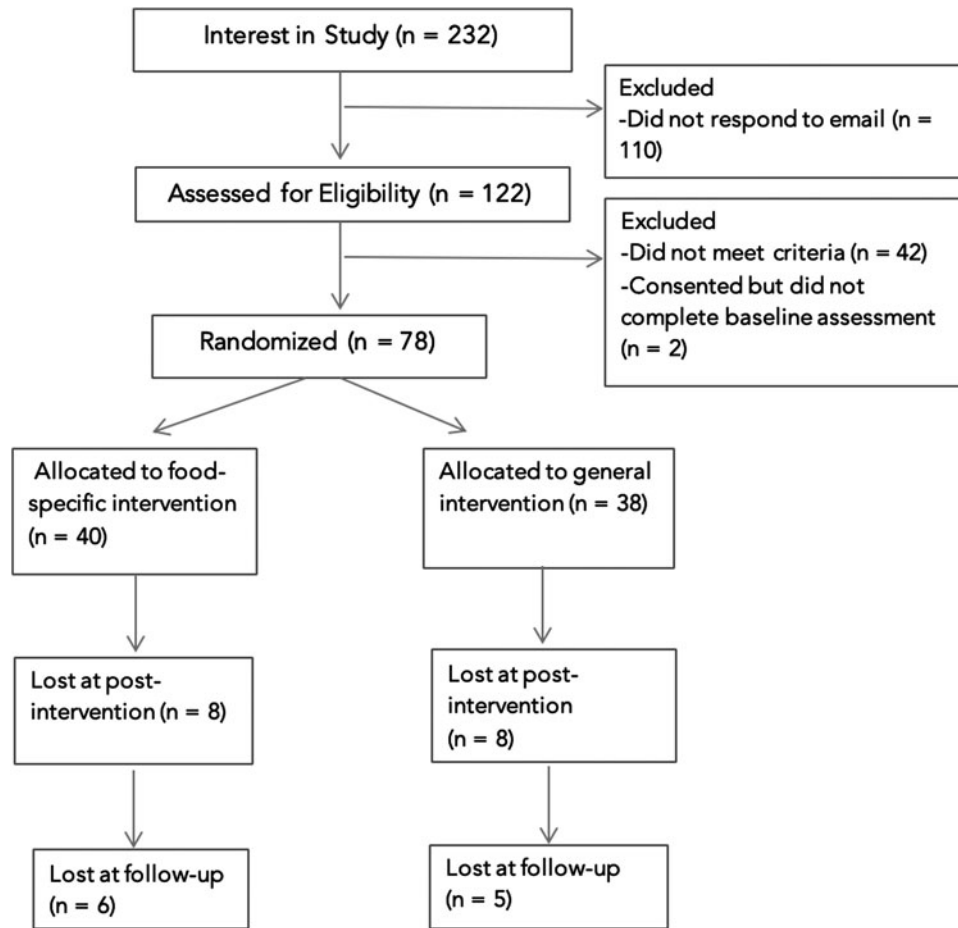 Interest in Study (n = 232)
Excluded
-Did not respond to email (n =
110)
Assessed for Eligibility (n = 122)
Excluded
-Did not meet criteria (n = 42)
-Consented but did not
complete baseline assessment
(n = 2)
Randomized (n = 78)
Allocated to food-
specific intervention
(n = 40)
Allocated to general
intervention (n = 38)
Lost at post-
intervention (n = 8)
Lost at post-
intervention
(n = 8)
Lost at follow-up
(n = 6)
Lost at follow-up
(n = 5)